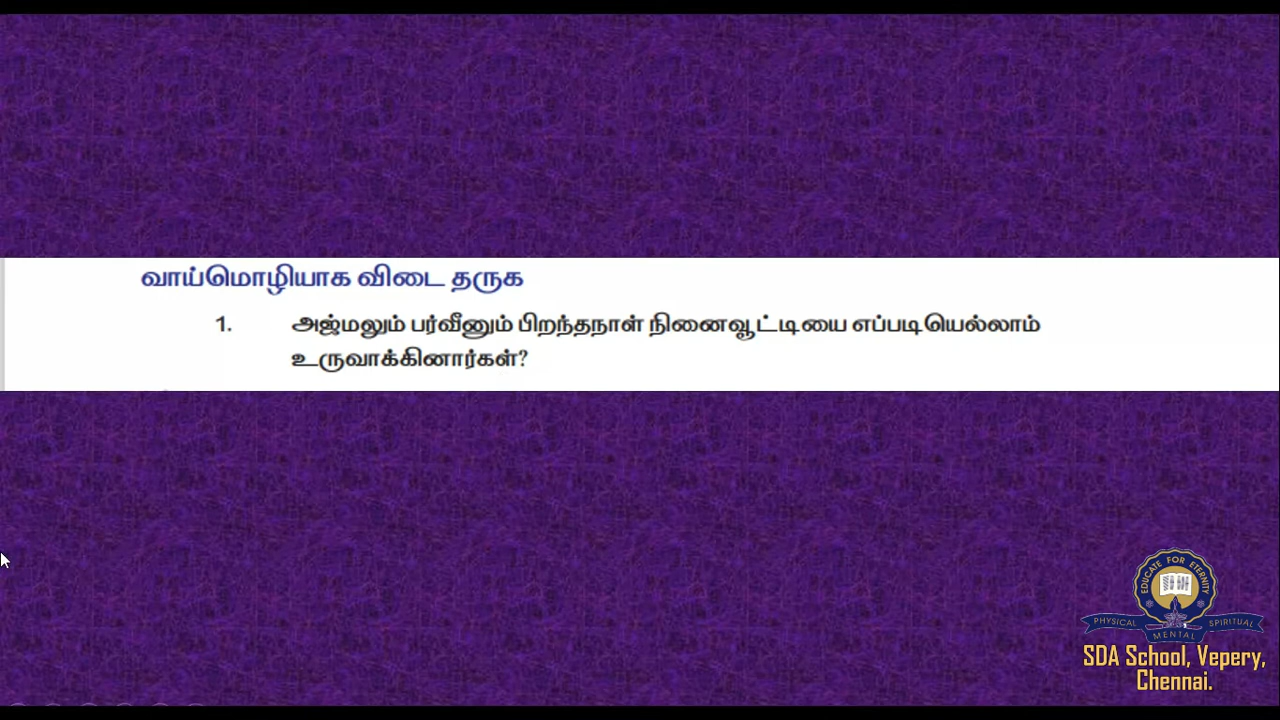 வாய்மொழியாக விடை தருக
1. அஜ்மலும் பர்வீனும் பிறந்தநாள் நினைவூட்டியை எப்படியெல்லாம்
உருவாக்கினார்கள்?
EDUCATE FOR ETERNITY
PHYSICAL MENTAL SPIRITUAL
SDA School, Vepery,
Chennai.